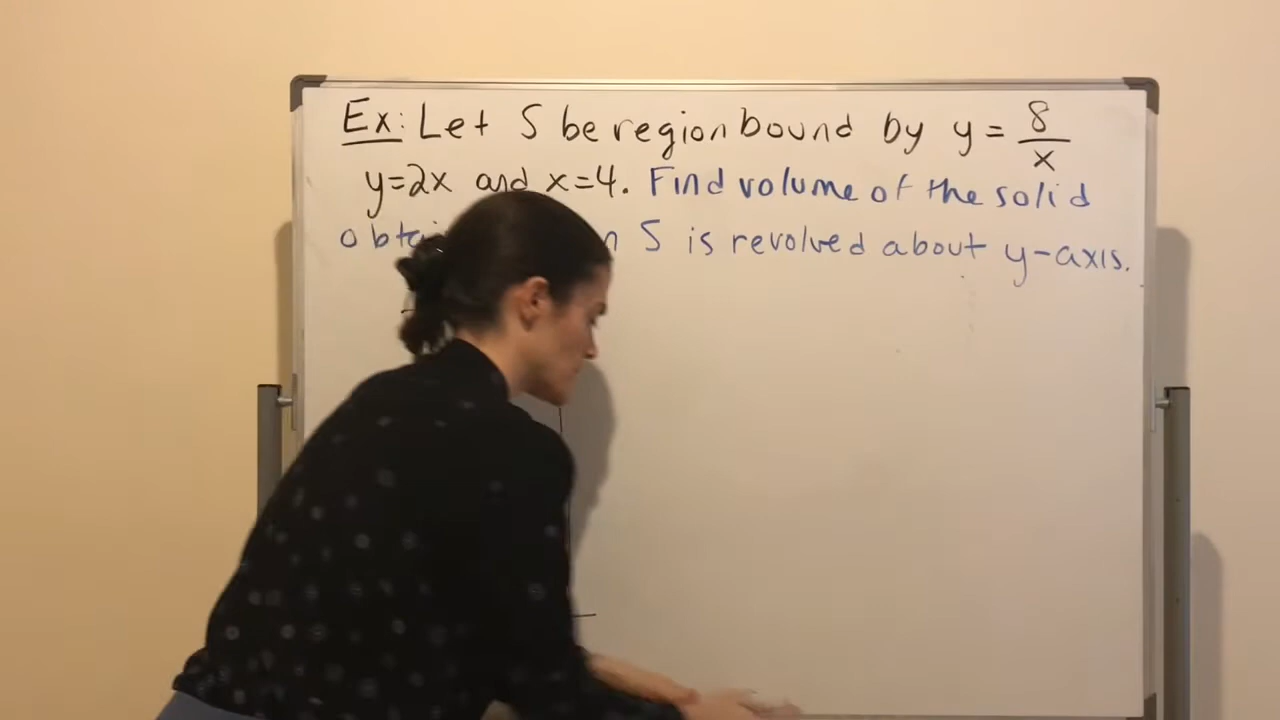 Ex: Let S be region bound by y = 8/x
y=2x and x=4. Find volume of the solid
S is revolved about y-axis.